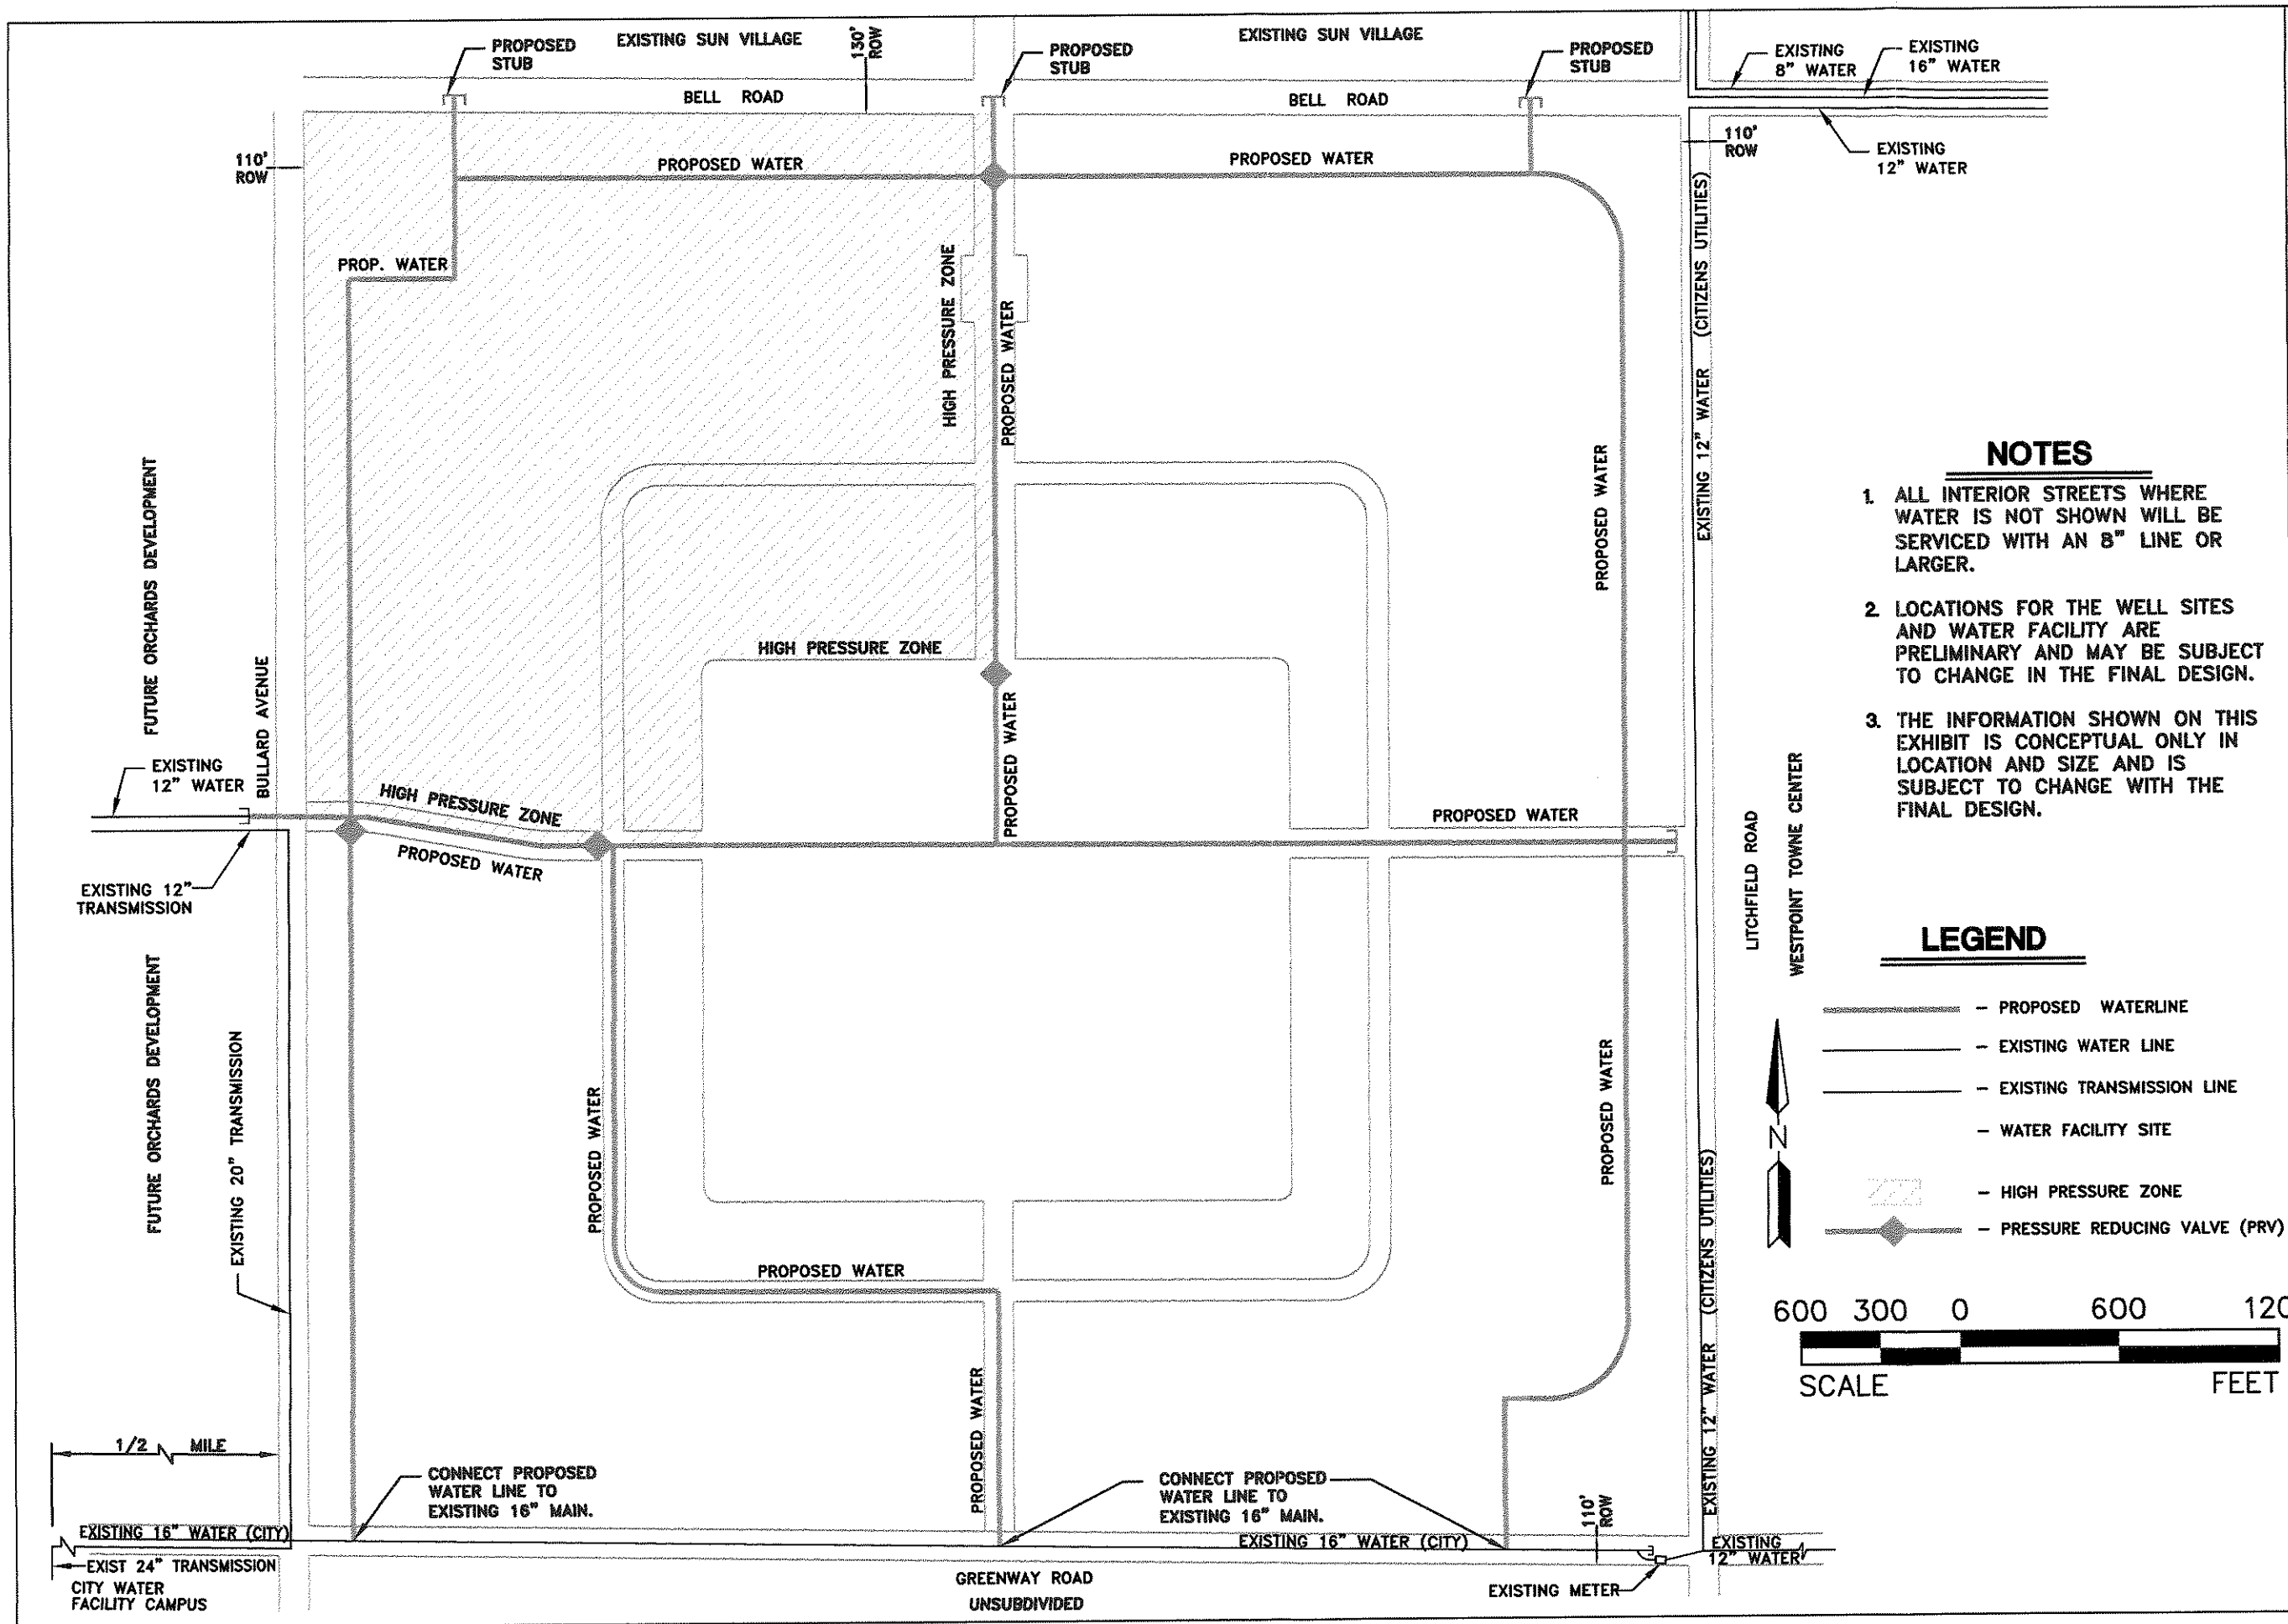 EXISTING SUN VILLAGE
EXISTING SUN VILLAGE
PROPOSED
STUB
130'
ROW
PROPOSED
STUB
PROPOSED
STUB
EXISTING
8" WATER
EXISTING
16" WATER
BELL ROAD
BELL ROAD
110'
ROW
110'
ROW
EXISTING
12" WATER
PROPOSED WATER
PROPOSED WATER
PROP. WATER
HIGH PRESSURE ZONE
PROPOSED WATER
PROPOSED WATER
EXISTING 12" WATER (CITIZENS UTILITIES)
NOTES
1. ALL INTERIOR STREETS WHERE
WATER IS NOT SHOWN WILL BE
SERVICED WITH AN 8" LINE OR
LARGER.
2. LOCATIONS FOR THE WELL SITES
AND WATER FACILITY ARE
PRELIMINARY AND MAY BE SUBJECT
TO CHANGE IN THE FINAL DESIGN.
3. THE INFORMATION SHOWN ON THIS
EXHIBIT IS CONCEPTUAL ONLY IN
LOCATION AND SIZE AND IS
SUBJECT TO CHANGE WITH THE
FINAL DESIGN.
FUTURE ORCHARDS DEVELOPMENT
BULLARD AVENUE
HIGH PRESSURE ZONE
PROPOSED WATER
EXISTING
12" WATER
HIGH PRESSURE ZONE
PROPOSED WATER
PROPOSED WATER
EXISTING 12"
TRANSMISSION
LITCHFIELD ROAD
WESTPOINT TOWNE CENTER
LEGEND
- PROPOSED WATERLINE
- EXISTING WATER LINE
- EXISTING TRANSMISSION LINE
- WATER FACILITY SITE
- HIGH PRESSURE ZONE
- PRESSURE REDUCING VALVE (PRV)
N
600 300 0 600 120
SCALE FEET
FUTURE ORCHARDS DEVELOPMENT
EXISTING 20" TRANSMISSION
PROPOSED WATER
PROPOSED WATER
PROPOSED WATER
PROPOSED WATER
EXISTING 12" WATER (CITIZENS UTILITIES)
1/2 MILE
CONNECT PROPOSED
WATER LINE TO
EXISTING 16" MAIN.
CONNECT PROPOSED
WATER LINE TO
EXISTING 16" MAIN.
110'
ROW
EXISTING 16" WATER (CITY)
EXISTING 16" WATER (CITY)
EXISTING
12" WATER
EXIST 24" TRANSMISSION
CITY WATER
FACILITY CAMPUS
GREENWAY ROAD
UNSUBDIVIDED
EXISTING METER